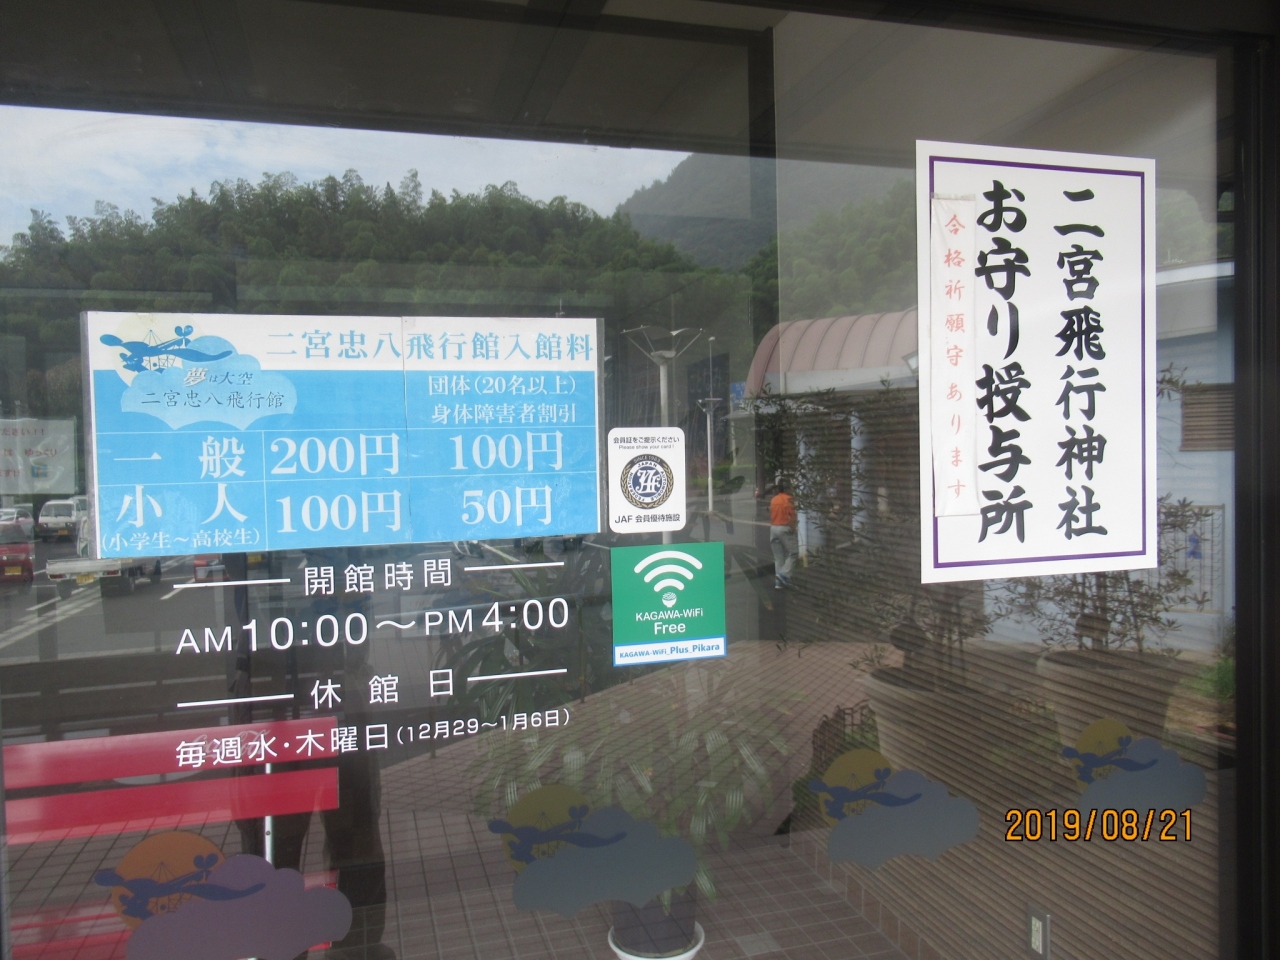 二宮忠八飛行館入館料
夢は大空
二宮忠八飛行館
団体(20名以上)
身体障害者割引
一般 200円 100円
小人 100円 50円
(小学生～高校生)
開館時間
AM10:00～PM4:00
休館日
毎週水・木曜日(12月29～1月6日)
会員証をご提示ください
Please show your card!
SINCE 1963
JAF
JAF 会員優待施設
KAGAWA-WiFi
Free
KAGAWA-WiFi_Plus_Pikara
二宮飛行神社
お守り授与所
合格祈願守あります
2019/08/21